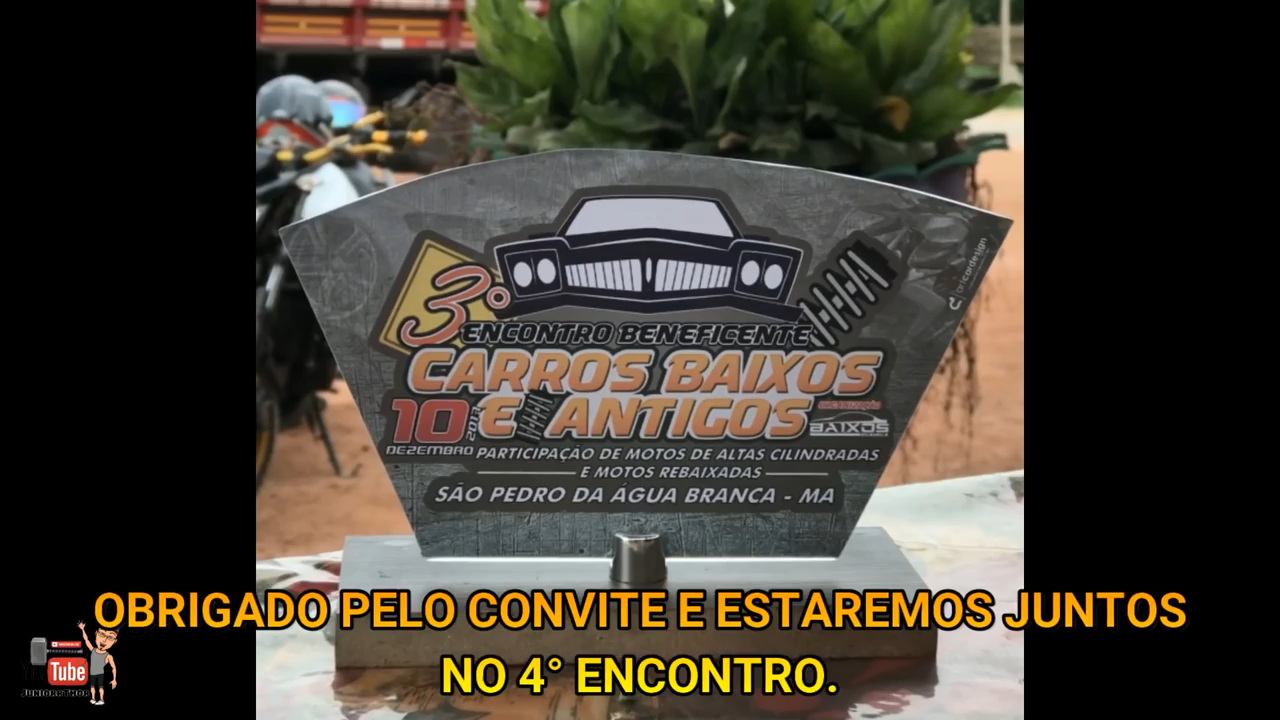 3°
ENCONTRO BENEFICENTE
CARROS BAIXOS
E ANTIGOS
10
DEZEMBRO
ORGANIZAÇÃO
BAIXOS
PARTICIPAÇÃO DE MOTOS DE ALTAS CILINDRADAS
E MOTOS REBAIXADAS
SÃO PEDRO DA ÁGUA BRANCA - MA
OBRIGADO PELO CONVITE E ESTAREMOS JUNTOS
NO 4° ENCONTRO.
Tube